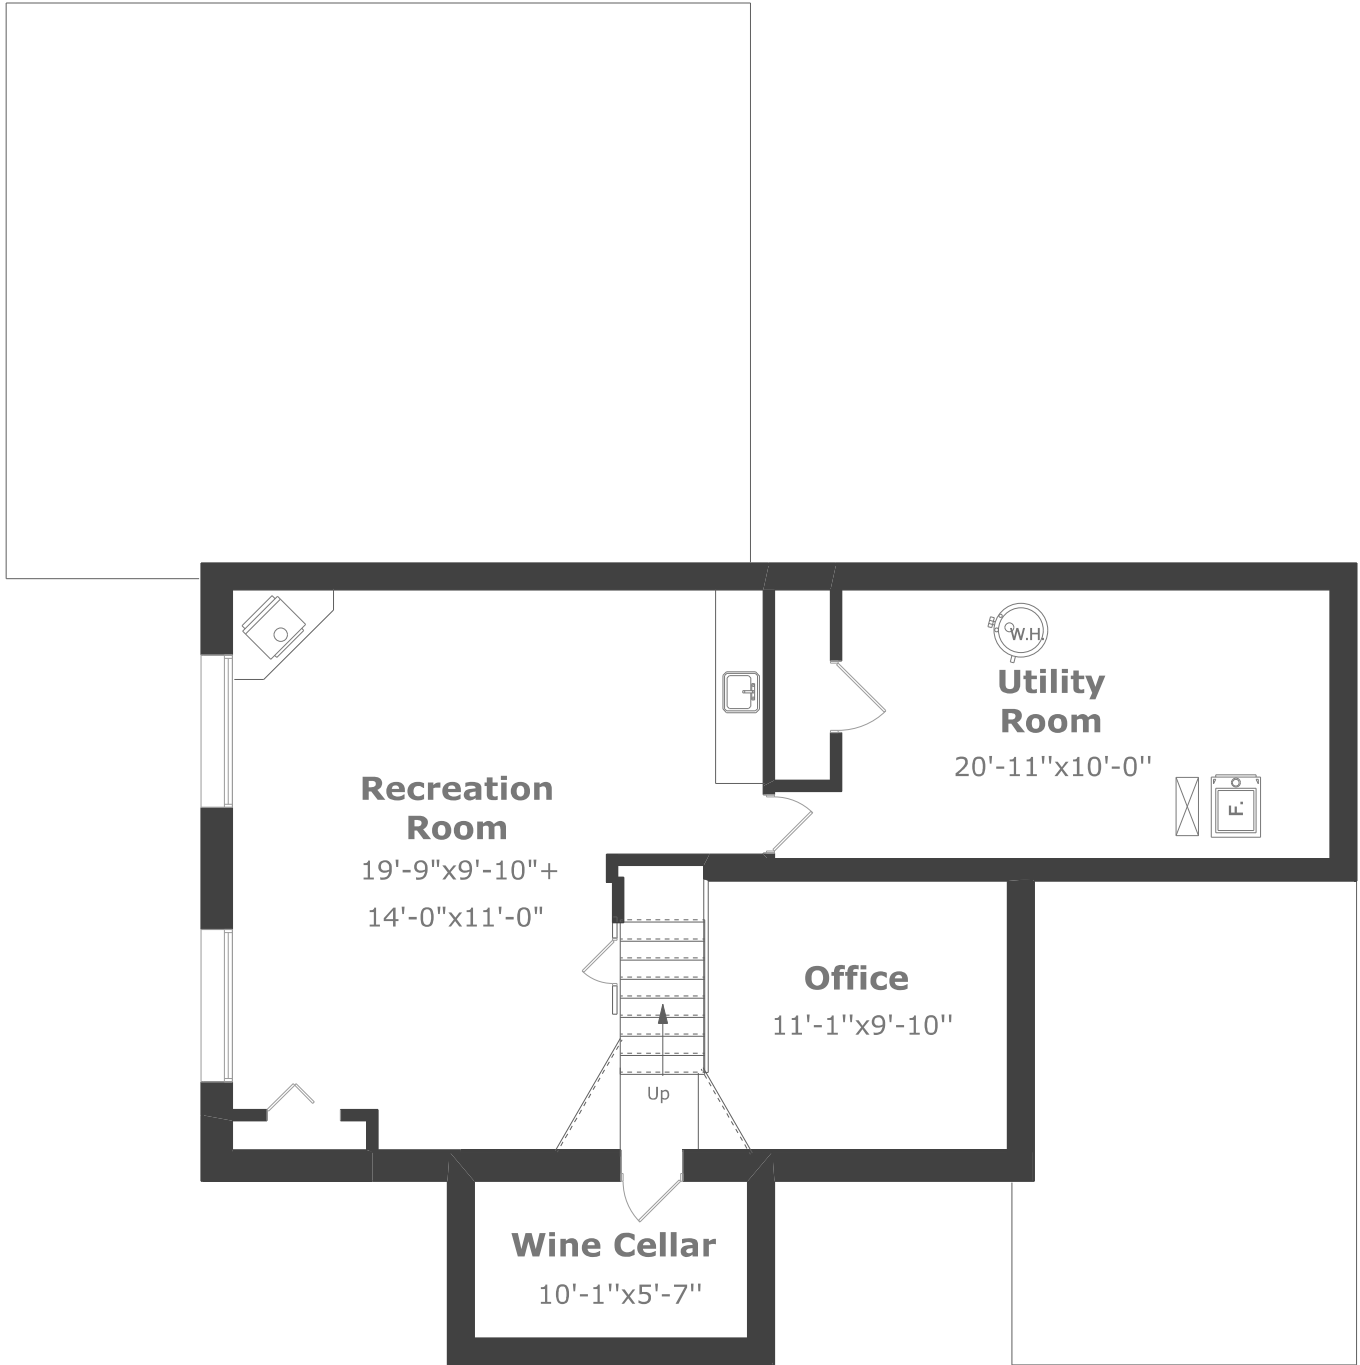 W.H.
Utility
Room
20'-11''x10'-0''
F.
Recreation
Room
19'-9"x9'-10"+
14'-0"x11'-0"
Office
11'-1''x9'-10''
Up
Wine Cellar
10'-1''x5'-7''